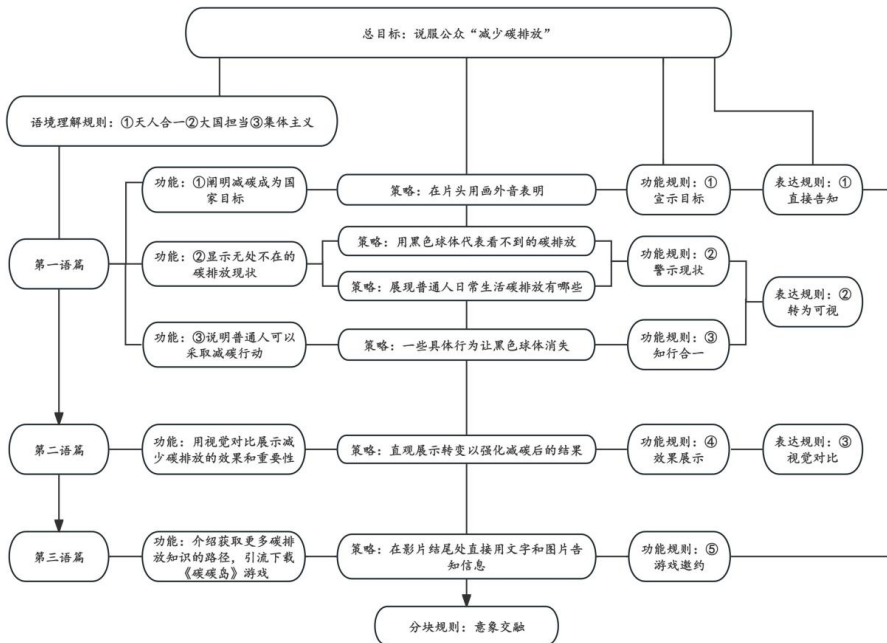 总目标：说服公众“减少碳排放”
语境理解规则：①天人合一②大国担当③集体主义
功能：①阐明减碳成为国
家目标
策略：在片头用画外音表明
功能规则：①
宣示目标
表达规则：①
直接告知
第一语篇
功能：②显示无处不在的
碳排放现状
策略：用黑色球体代表看不到的碳排放
策略：展现普通人日常生活碳排放有哪些
功能规则：②
警示现状
表达规则：②
转为可视
功能：③说明普通人可以
采取减碳行动
策略：一些具体行为让黑色球体消失
功能规则：③
知行合一
第二语篇
功能：用视觉对比展示减
少碳排放的效果和重要性
策略：直观展示转变以强化减碳后的结果
功能规则：④
效果展示
表达规则：③
视觉对比
第三语篇
功能：介绍获取更多碳排
放知识的路径，引流下载
《碳碳岛》游戏
策略：在影片结尾处直接用文字和图片告
知信息
功能规则：⑤
游戏邀约
分块规则：意象交融